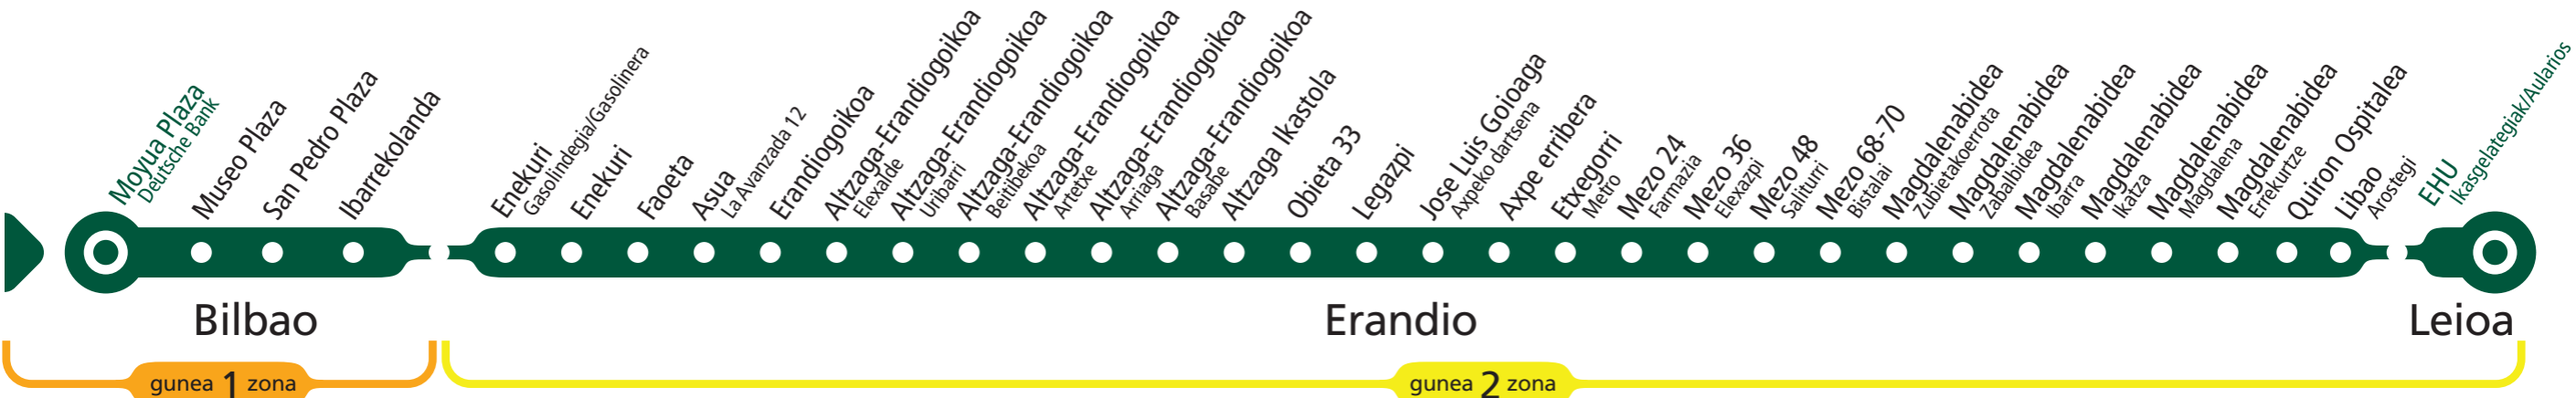 Moyua Plaza
Deutsche Bank
Museo Plaza
San Pedro Plaza
Ibarrekolanda
Enekuri
Gasolindegia/Gasolinera
Enekuri
Faoeta
Asua
La Avanzada 12
Erandiogoikoa
Altzaga-Erandiogoikoa
Elexalde
Altzaga-Erandiogoikoa
Uribarri
Altzaga-Erandiogoikoa
Beitibekoa
Altzaga-Erandiogoikoa
Artetxe
Altzaga-Erandiogoikoa
Arriaga
Altzaga-Erandiogoikoa
Basabe
Altzaga Ikastola
Obieta 33
Legazpi
Jose Luis Goioaga
Axpeko dartsena
Axpe erribera
Etxegorri
Metro
Mezo 24
Farmazia
Mezo 36
Elexazpi
Mezo 48
Saliturri
Mezo 68-70
Bistalai
Magdalenabidea
Zubietakoerrota
Magdalenabidea
Zabalbidea
Magdalenabidea
Ibarra
Magdalenabidea
Ikatza
Magdalenabidea
Magdalena
Magdalenabidea
Errekurtze
Quiron Ospitalea
Libao
Arostegi
EHU
Ikasgelategiak/Aularios
Bilbao
Erandio
Leioa
gunea 1 zona
gunea 2 zona